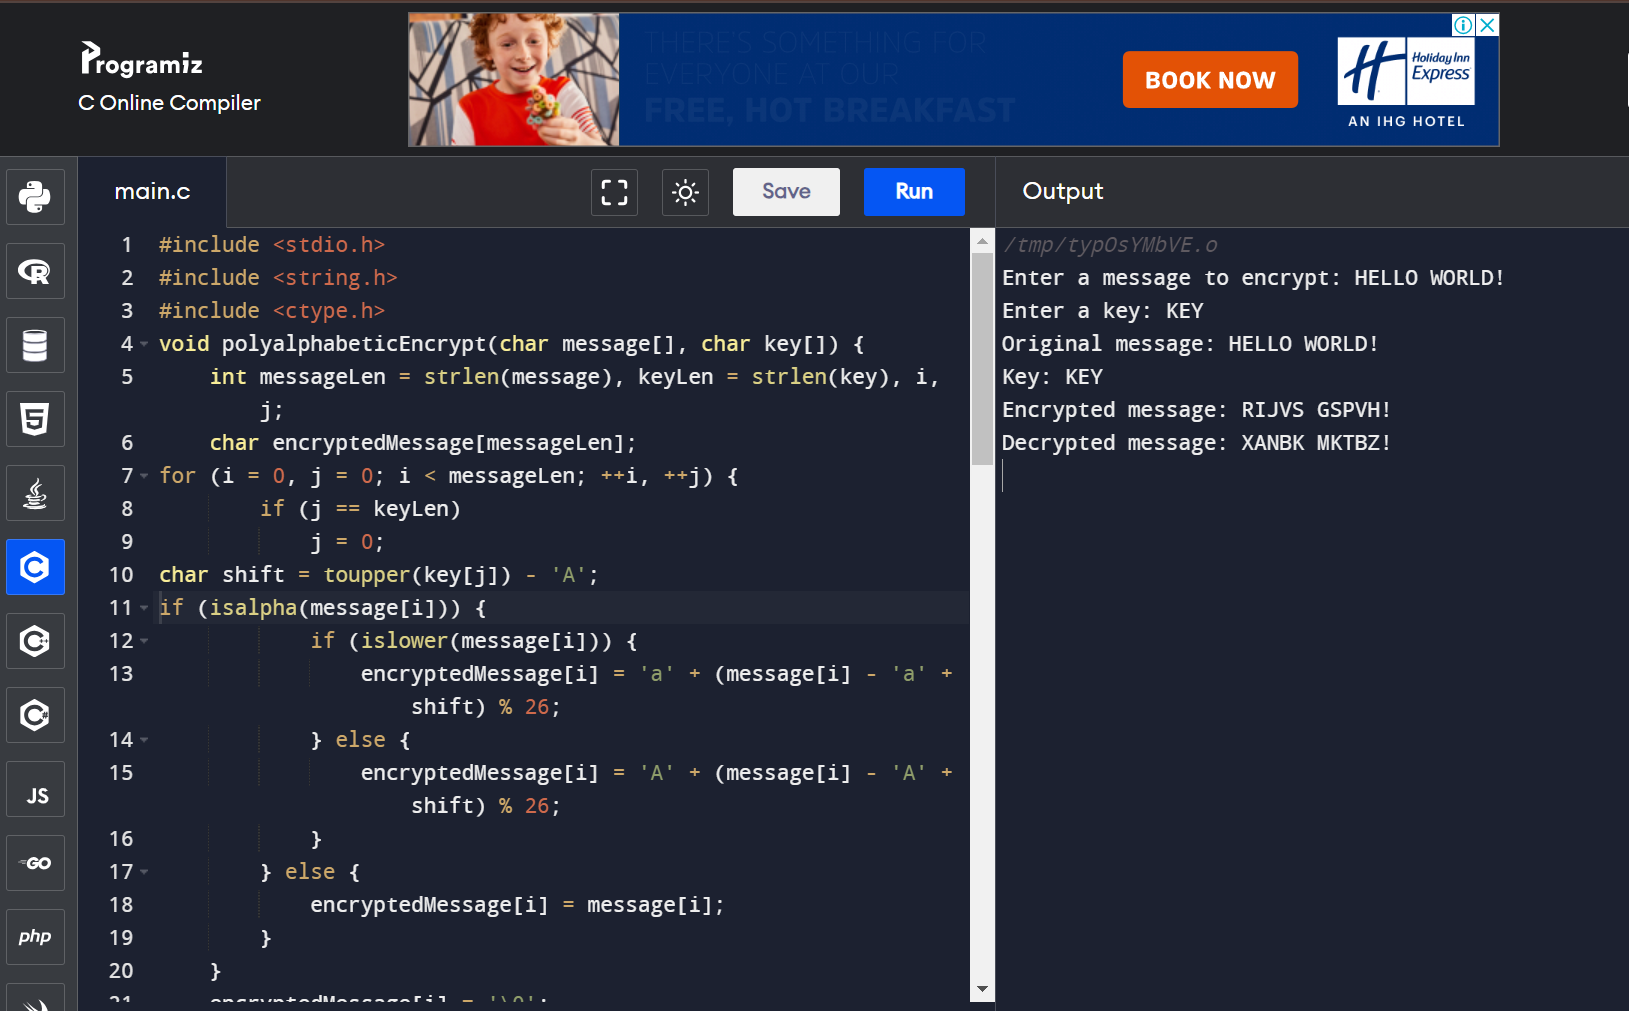 Programiz
C Online Compiler
THERE'S SOMETHING FOR
EVERYONE AT OUR
FREE, HOT BREAKFAST
BOOK NOW
Holiday Inn
Express
AN IHG HOTEL
main.c
Save
Run
Output
1 #include <stdio.h>
2 #include <string.h>
3 #include <ctype.h>
4 void polyalphabeticEncrypt(char message[], char key[]) {
5 int messageLen = strlen(message), keyLen = strlen(key), i,
j;
6 char encryptedMessage[messageLen];
7 for (i = 0, j = 0; i < messageLen; ++i, ++j) {
8 if (j == keyLen)
9 j = 0;
10 char shift = toupper(key[j]) - 'A';
11 if (isalpha(message[i])) {
12 if (islower(message[i])) {
13 encryptedMessage[i] = 'a' + (message[i] - 'a' +
shift) % 26;
14 } else {
15 encryptedMessage[i] = 'A' + (message[i] - 'A' +
shift) % 26;
16 }
17 } else {
18 encryptedMessage[i] = message[i];
19 }
20 }
21 encryptedMessage[i] = '\0';
/tmp/typOsYMbVE.o
Enter a message to encrypt: HELLO WORLD!
Enter a key: KEY
Original message: HELLO WORLD!
Key: KEY
Encrypted message: RIJVS GSPVH!
Decrypted message: XANBK MKTBZ!
R
5
C
C++
C#
JS
GO
php